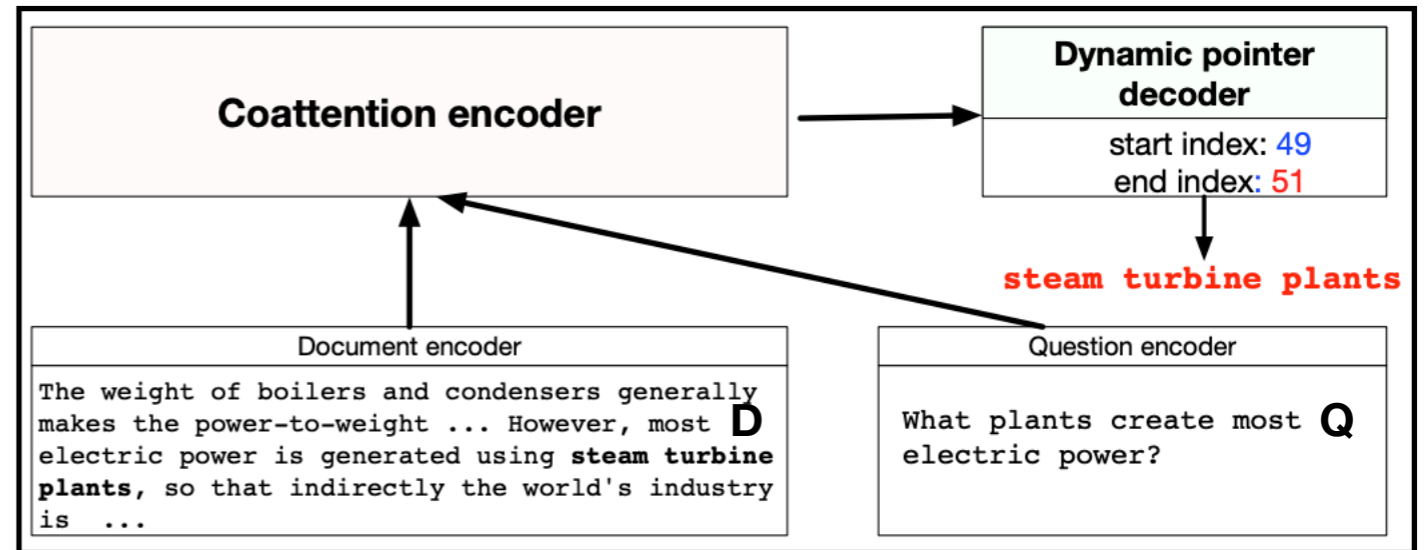 Coattention encoder
Dynamic pointer
decoder
start index: 49
end index: 51
steam turbine plants
Document encoder
The weight of boilers and condensers generally
makes the power-to-weight ... However, most D
electric power is generated using steam turbine
plants, so that indirectly the world's industry
is ...
Question encoder
What plants create most Q
electric power?